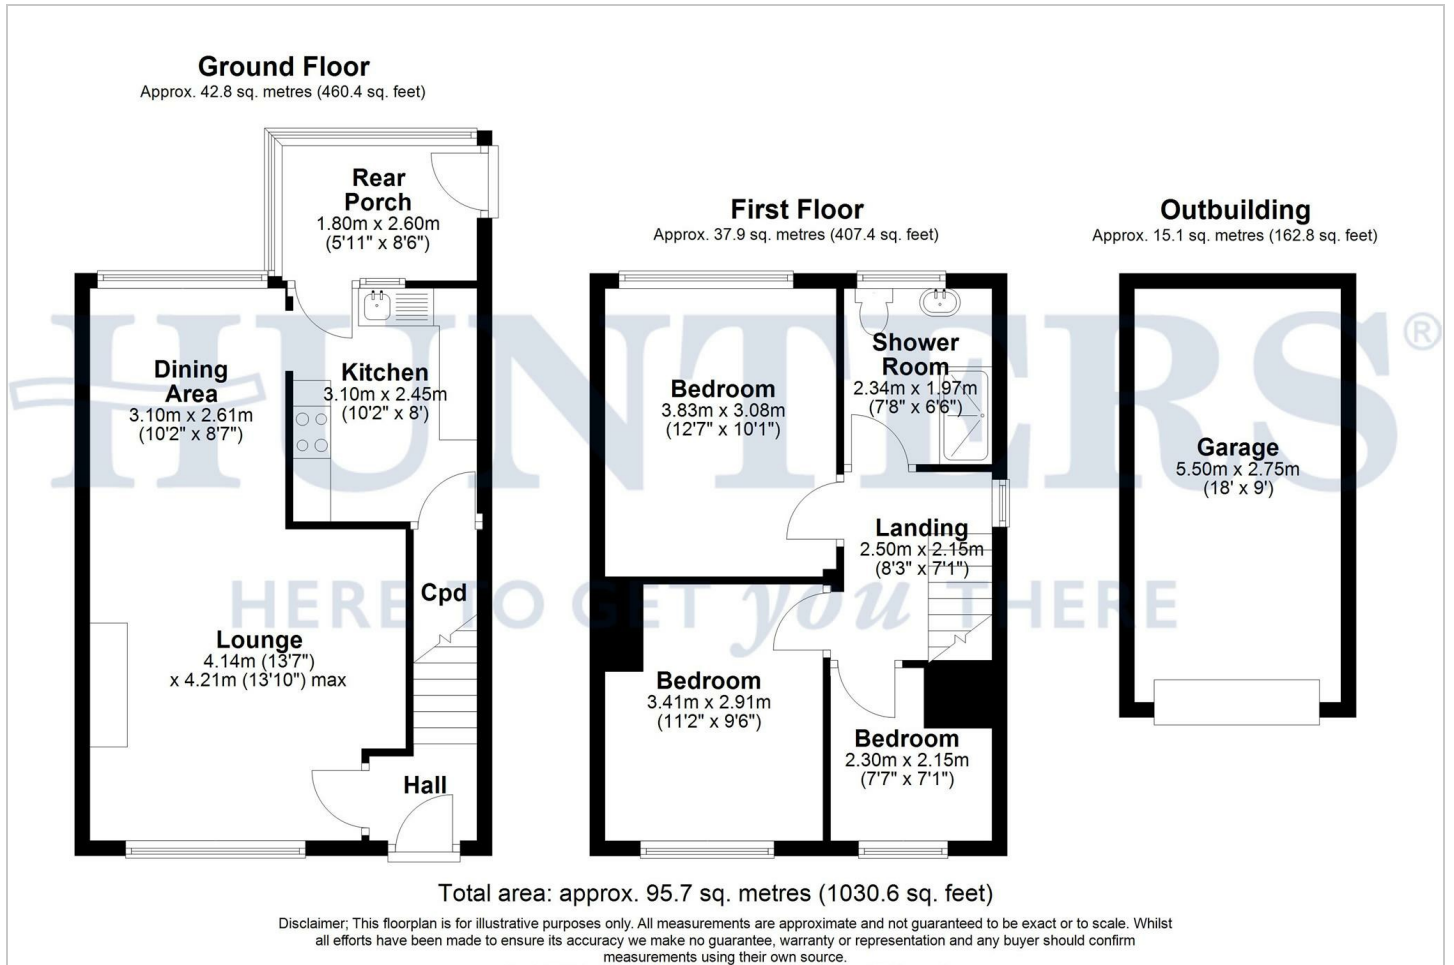 Ground Floor
Approx. 42.8 sq. metres (460.4 sq. feet)
Rear
Porch
1.80m x 2.60m
(5'11" x 8'6")
Dining
Area
3.10m x 2.61m
(10'2" x 8'7")
Kitchen
3.10m x 2.45m
(10'2" x 8')
Cpd
Lounge
4.14m (13'7")
x 4.21m (13'10") max
Hall
First Floor
Approx. 37.9 sq. metres (407.4 sq. feet)
Bedroom
3.83m x 3.08m
(12'7" x 10'1")
Shower
Room
2.34m x 1.97m
(7'8" x 6'6")
Landing
2.50m x 2.15m
(8'3" x 7'1")
Bedroom
3.41m x 2.91m
(11'2" x 9'6")
Bedroom
2.30m x 2.15m
(7'7" x 7'1")
Outbuilding
Approx. 15.1 sq. metres (162.8 sq. feet)
Garage
5.50m x 2.75m
(18' x 9')
HUNTERS®
HERE TO GET you THERE
Total area: approx. 95.7 sq. metres (1030.6 sq. feet)
Disclaimer; This floorplan is for illustrative purposes only. All measurements are approximate and not guaranteed to be exact or to scale. Whilst
all efforts have been made to ensure its accuracy we make no guarantee, warranty or representation and any buyer should confirm
measurements using their own source.